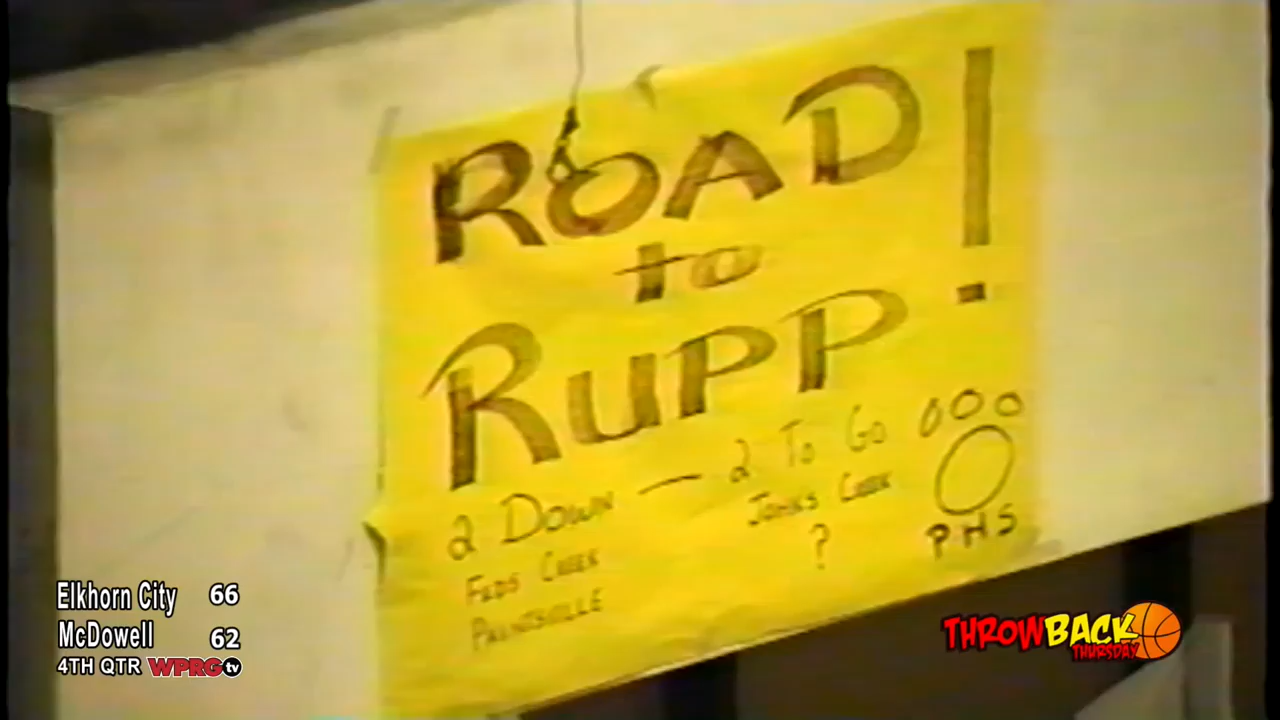 ROAD!
to
RUPP
2 DOWN — 2 To Go
FEDS CREEK
JOHNS CREEK
PAINTSVILLE
?
PHS
Elkhorn City 66
McDowell 62
4TH QTR WPRG tv
THROWBACK
THURSDAY